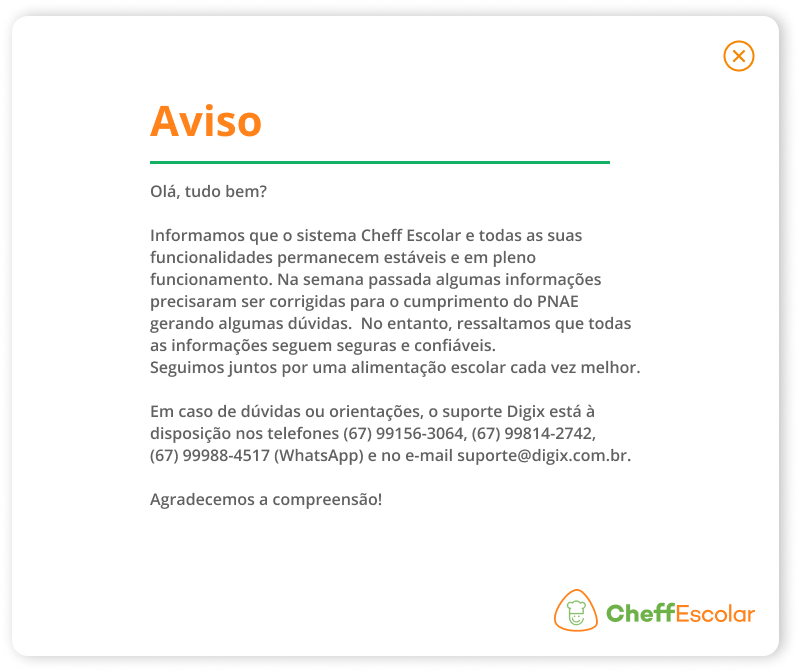 Aviso
Olá, tudo bem?
Informamos que o sistema Cheff Escolar e todas as suas
funcionalidades permanecem estáveis e em pleno
funcionamento. Na semana passada algumas informações
precisaram ser corrigidas para o cumprimento do PNAE
gerando algumas dúvidas.  No entanto, ressaltamos que todas
as informações seguem seguras e confiáveis.
Seguimos juntos por uma alimentação escolar cada vez melhor.
Em caso de dúvidas ou orientações, o suporte Digix está à
disposição nos telefones (67) 99156-3064, (67) 99814-2742,
(67) 99988-4517 (WhatsApp) e no e-mail suporte@digix.com.br.
Agradecemos a compreensão!
CheffEscolar